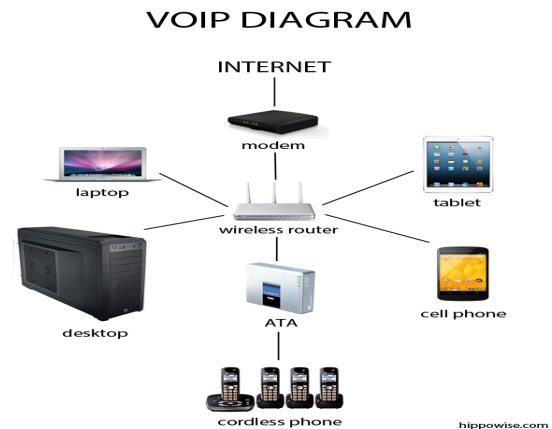 VOIP DIAGRAM
INTERNET
modem
laptop
tablet
wireless router
cell phone
ATA
desktop
cordless phone
hippowise.com